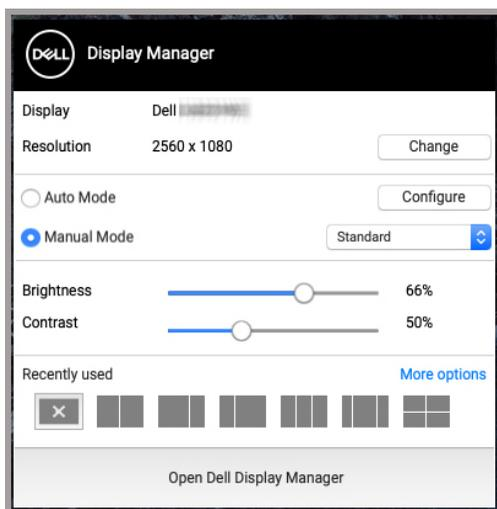 DELL Display Manager
Display Dell
Resolution 2560 x 1080 Change
Auto Mode Configure
Manual Mode Standard
Brightness 66%
Contrast 50%
Recently used More options
Open Dell Display Manager